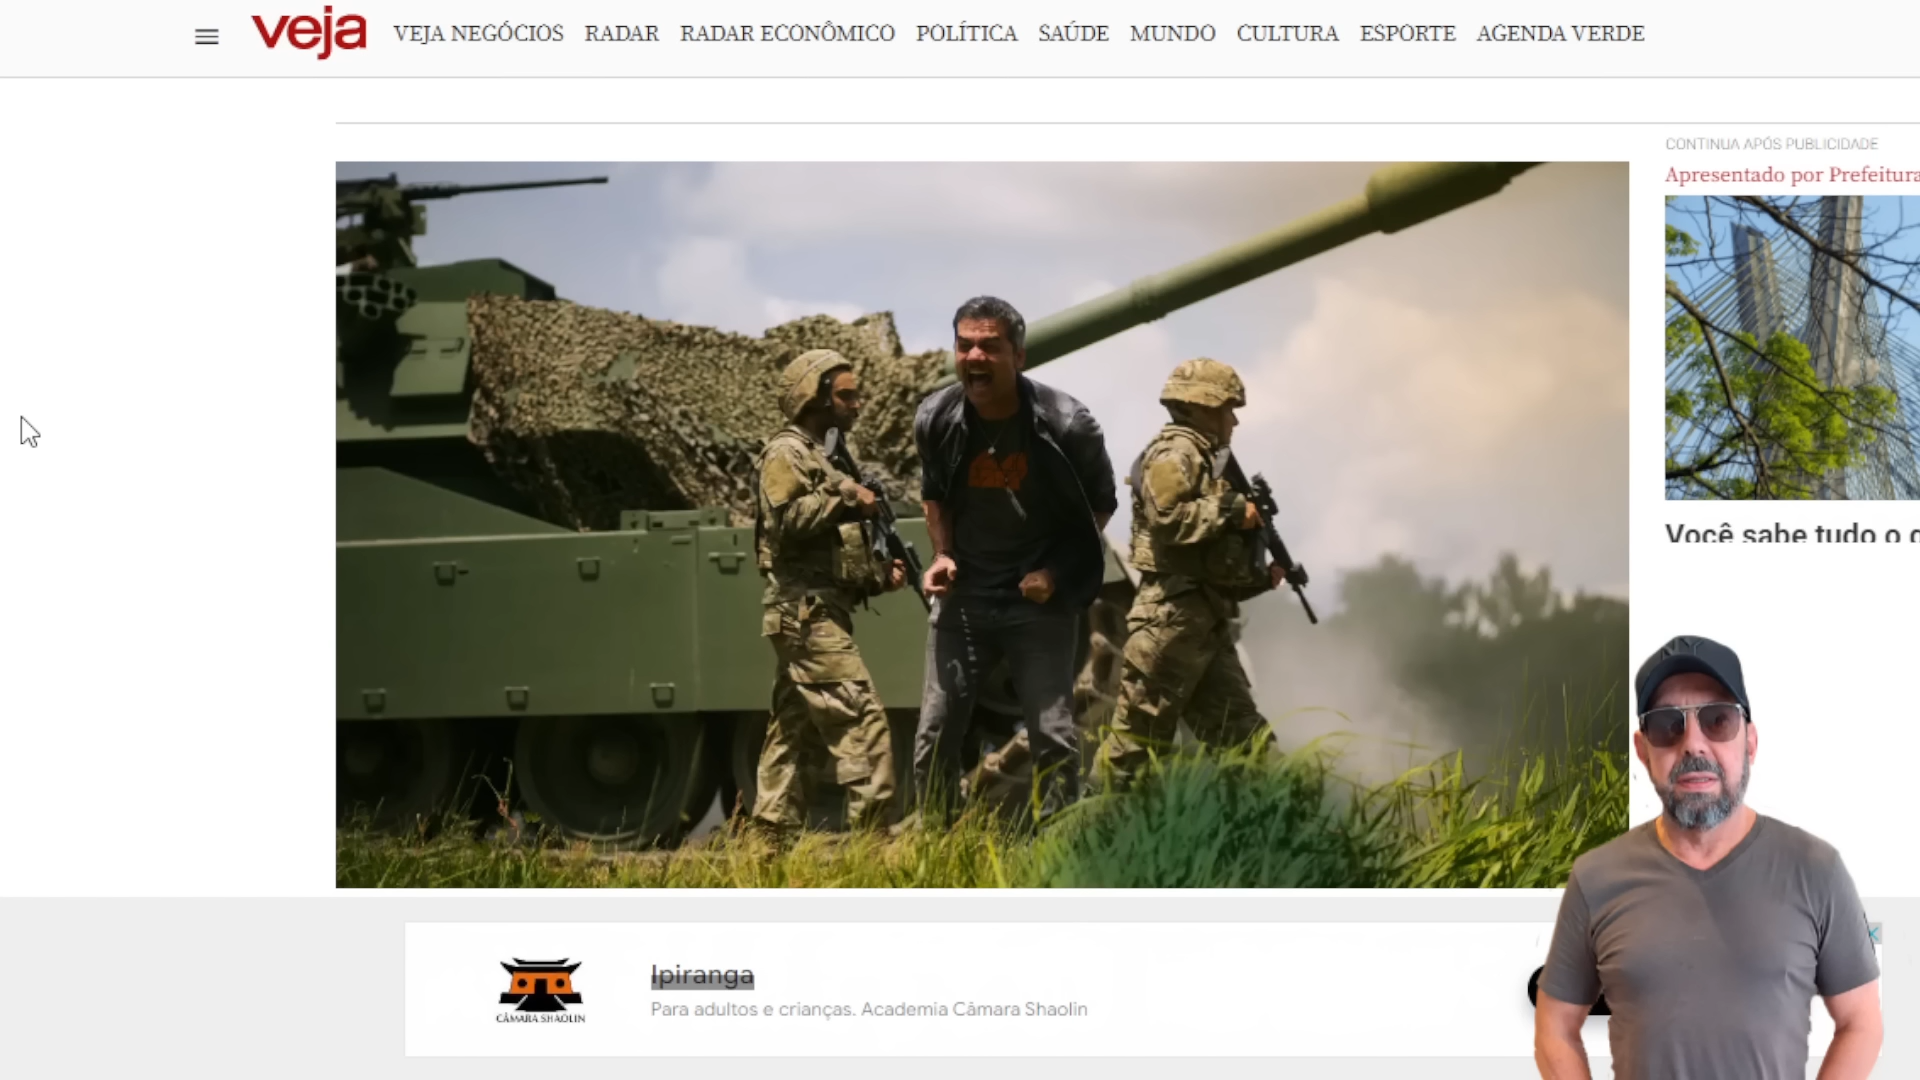 veja VEJA NEGÓCIOS RADAR RADAR ECONÔMICO POLÍTICA SAÚDE MUNDO CULTURA ESPORTE AGENDA VERDE
CONTINUA APÓS PUBLICIDADE
Apresentado por Prefeitura
Você sabe tudo o
NY
Ipiranga
Para adultos e crianças. Academia Câmara Shaolin
CÂMARA SHAOLIN